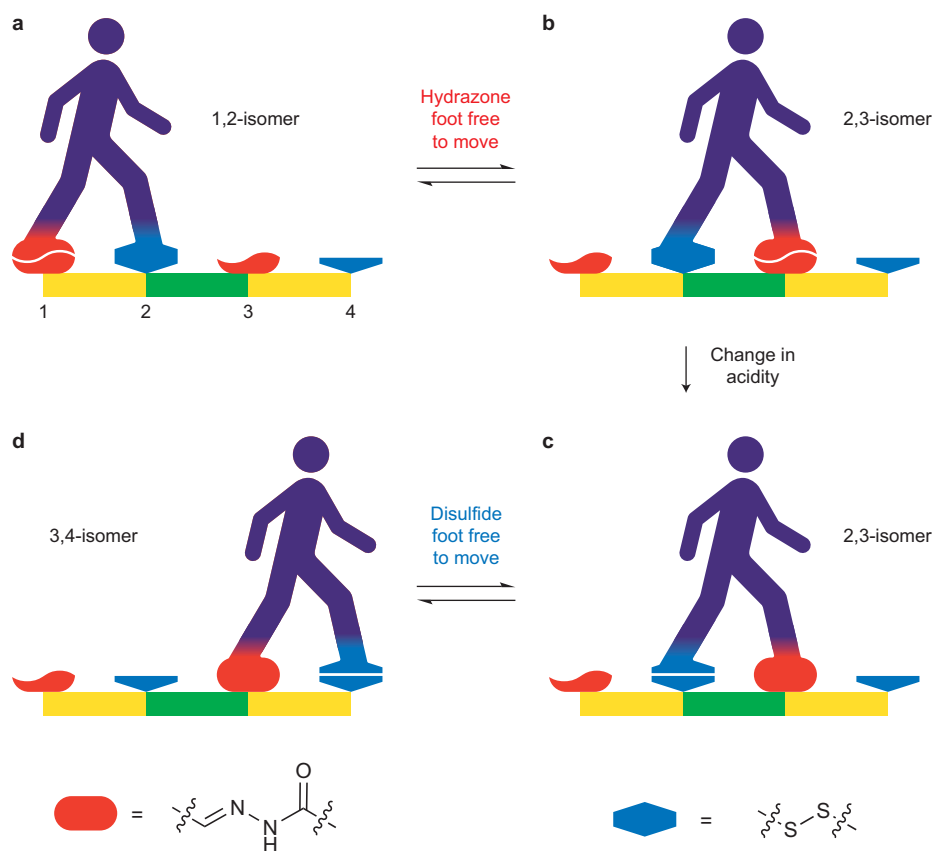 a
b
1,2-isomer
Hydrazone
foot free
to move
2,3-isomer
1
2
3
4
Change in
acidity
d
c
3,4-isomer
Disulfide
foot free
to move
2,3-isomer
=
O
N
N
H
=
S
S